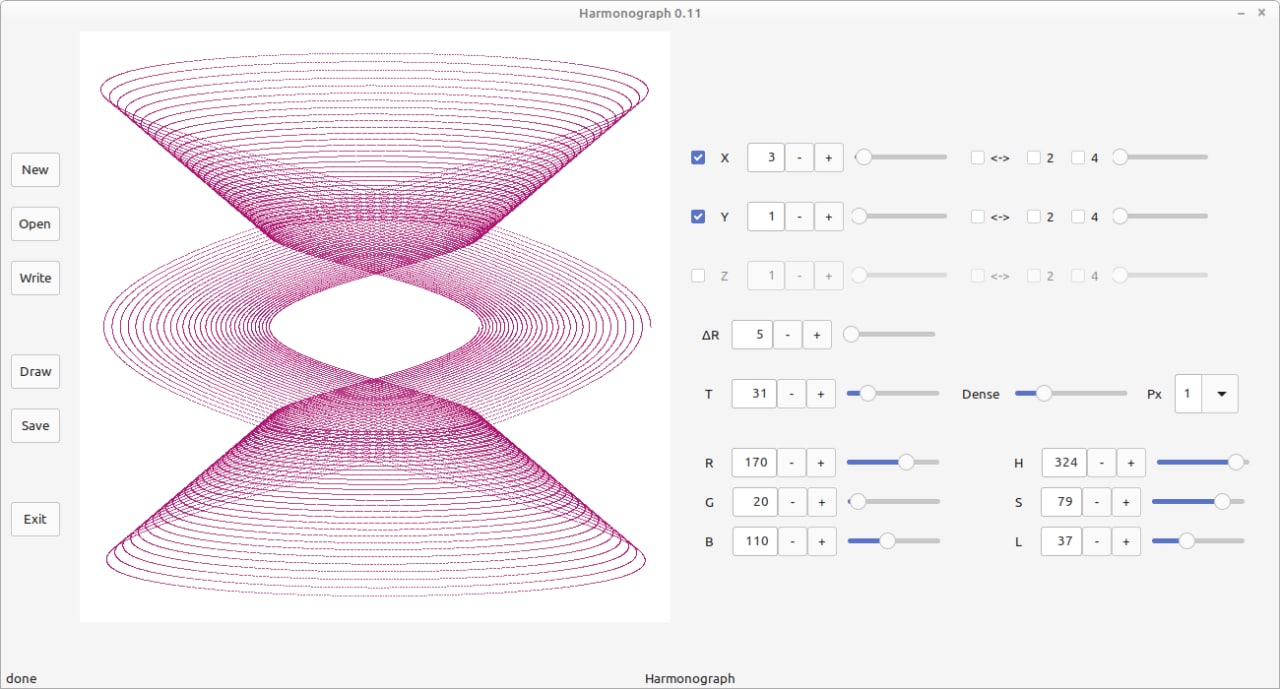 Harmonograph 0.11
New
Open
Write
Draw
Save
Exit
X 3 - + <-> 2 4
Y 1 - + <-> 2 4
Z 1 - + <-> 2 4
ΔR 5 - +
T 31 - + Dense Px 1
R 170 - + H 324 - +
G 20 - + S 79 - +
B 110 - + L 37 - +
done Harmonograph